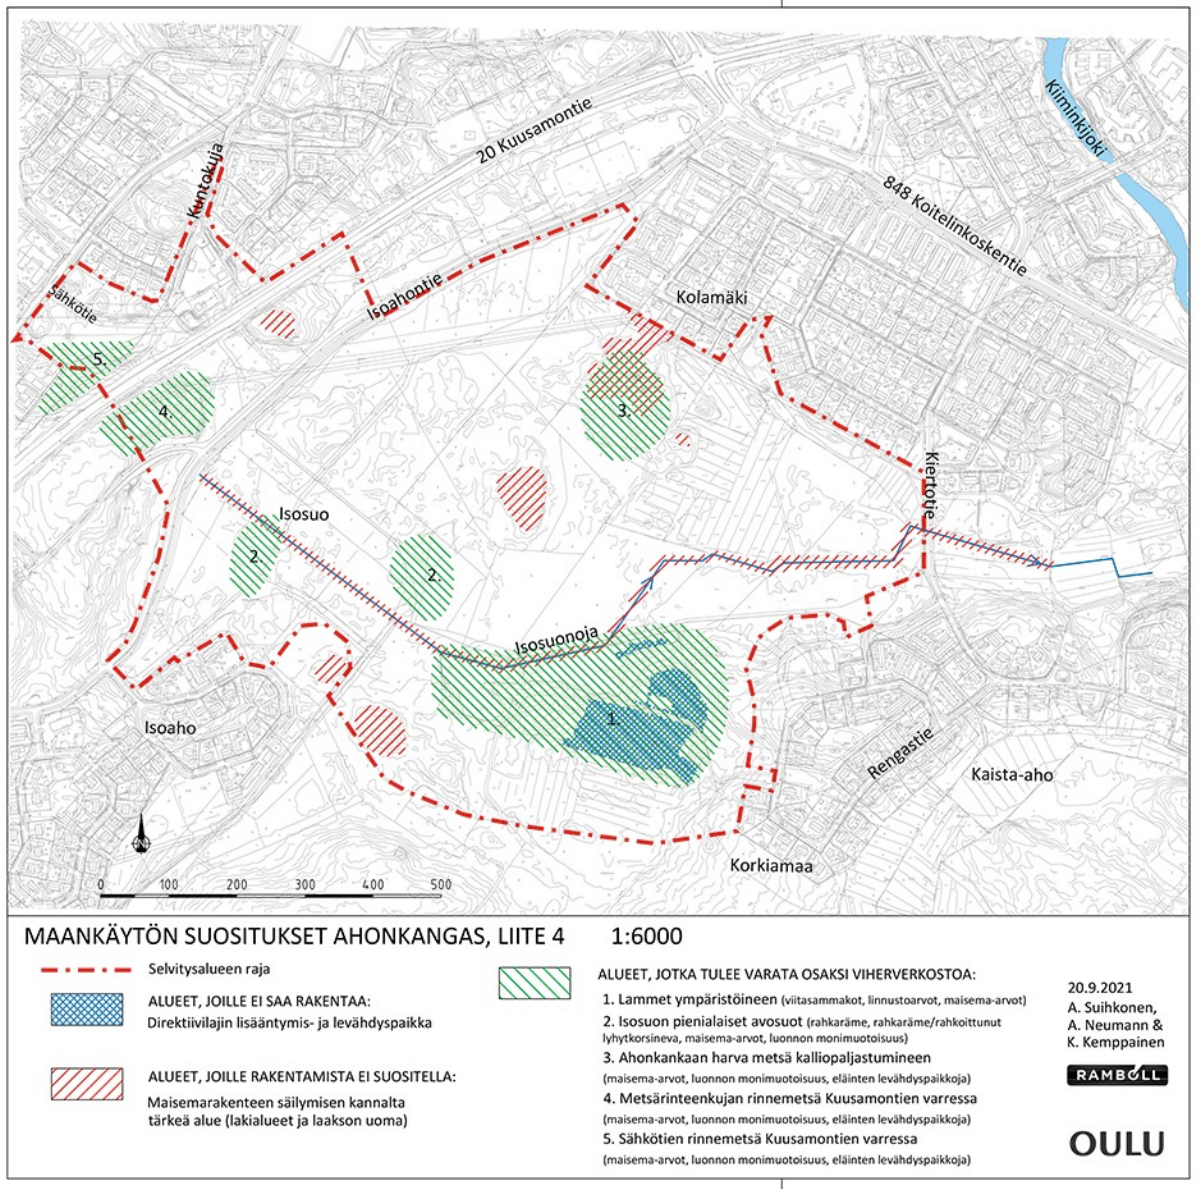 Kiiminkijoki
20 Kuusamontie
Kuntokuja
848 Koitelinkoskentie
Sähkötie
Isoahontie
Kolamäki
5.
4.
3.
Kiertotie
Isosuo
2.
2.
Isosuonoja
1.
Isoaho
Rengastie
Kaista-aho
Korkiamaa
N
0 100 200 300 400 500
MAANKÄYTÖN SUOSITUKSET AHONKANGAS, LIITE 4 1:6000
Selvitysalueen raja
ALUEET, JOILLE EI SAA RAKENTAA:
Direktiivilajin lisääntymis- ja levähdyspaikka
ALUEET, JOILLE RAKENTAMISTA EI SUOSITELLA:
Maisemarakenteen säilymisen kannalta
tärkeä alue (lakialueet ja laakson uoma)
ALUEET, JOTKA TULEE VARATA OSAKSI VIHERVERKOSTOA:
1. Lammet ympäristöineen (viitasammakot, linnustoarvot, maisema-arvot)
2. Isosuon pienialaiset avosuot (rahkaräme, rahkaräme/rahkoittunut
lyhytkorsineva, maisema-arvot, luonnon monimuotoisuus)
3. Ahonkankaan harva metsä kalliopaljastumineen
(maisema-arvot, luonnon monimuotoisuus, eläinten levähdyspaikkoja)
4. Metsärinteenkujan rinnemetsä Kuusamontien varressa
(maisema-arvot, luonnon monimuotoisuus, eläinten levähdyspaikkoja)
5. Sähkötien rinnemetsä Kuusamontien varressa
(maisema-arvot, luonnon monimuotoisuus, eläinten levähdyspaikkoja)
20.9.2021
A. Suihkonen,
A. Neumann &
K. Kemppainen
RAMBOLL
OULU